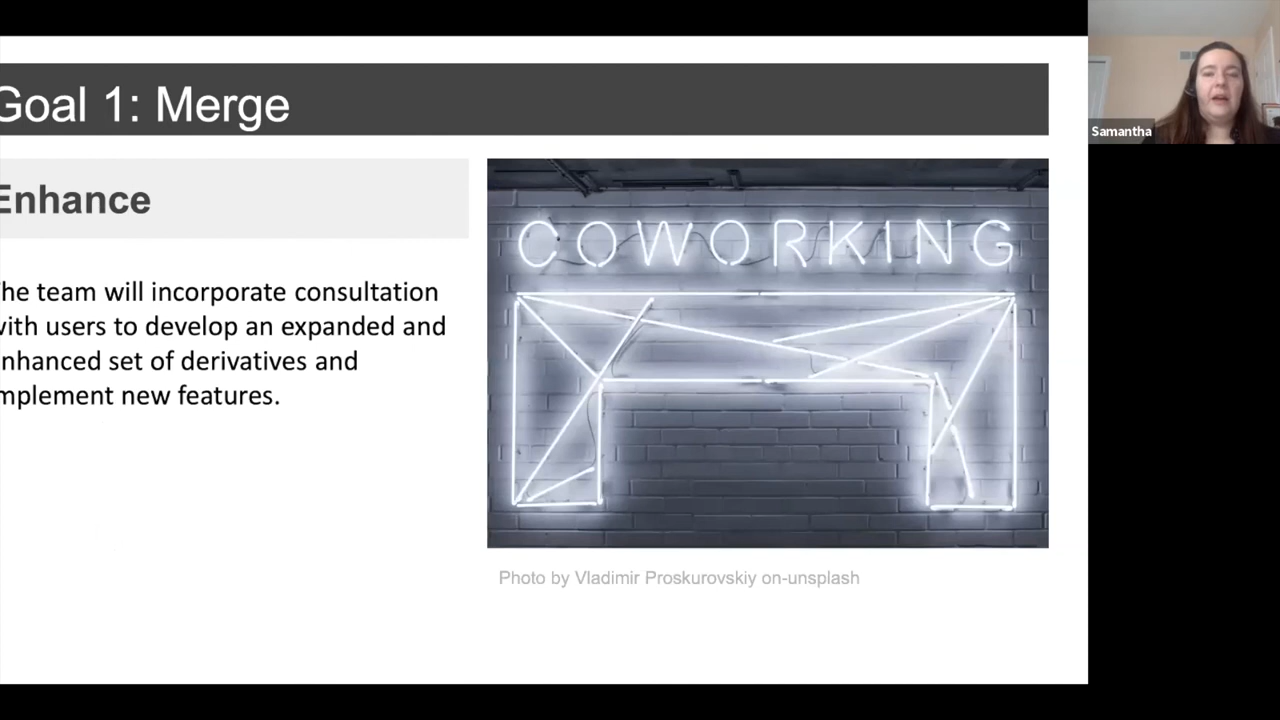 Goal 1: Merge
Samantha
Enhance
COWORKING
he team will incorporate consultation
with users to develop an expanded and
nhanced set of derivatives and
mplement new features.
Photo by Vladimir Proskurovskiy on-unsplash